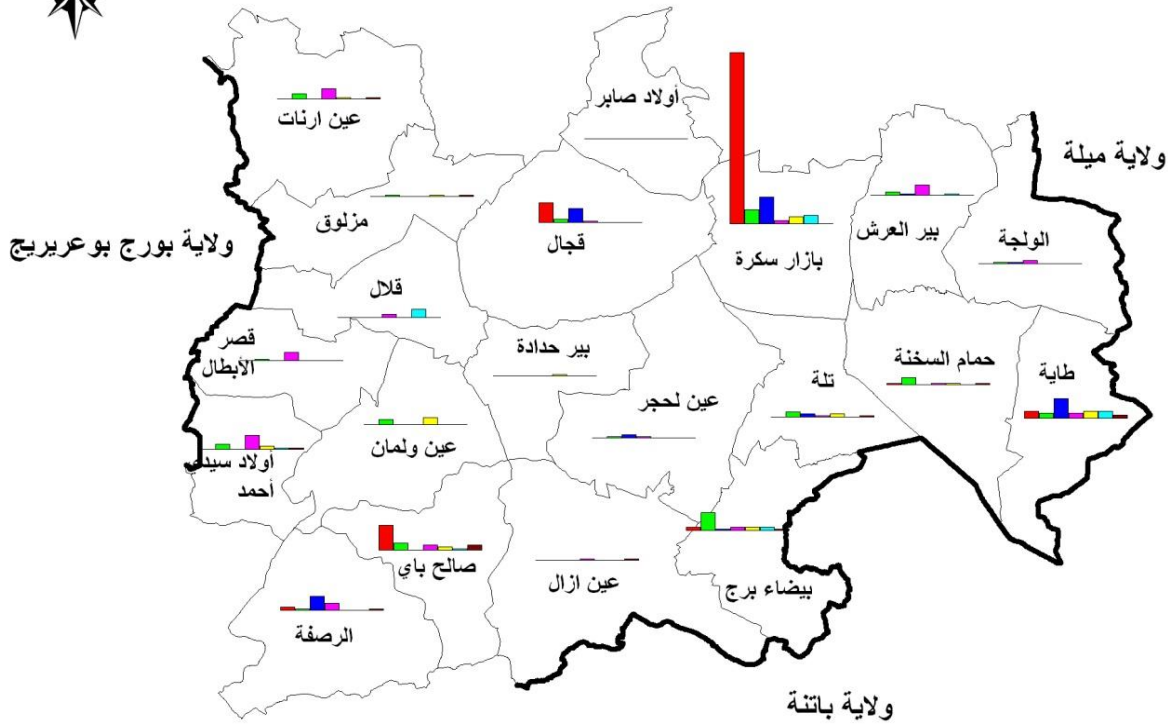 أولاد صابر
عين ارنات
ولاية ميلة
مزلوق
قجال
بازار سكرة
بير العرش
الولجة
ولاية بورج بوعريريج
قلال
قصر
الأبطال
بير حدادة
عين لحجر
تلة
حمام السخنة
طاية
عين ولمان
أولاد سيدي
أحمد
صالح باي
عين ازال
بيضاء برج
الرصفة
ولاية باتنة